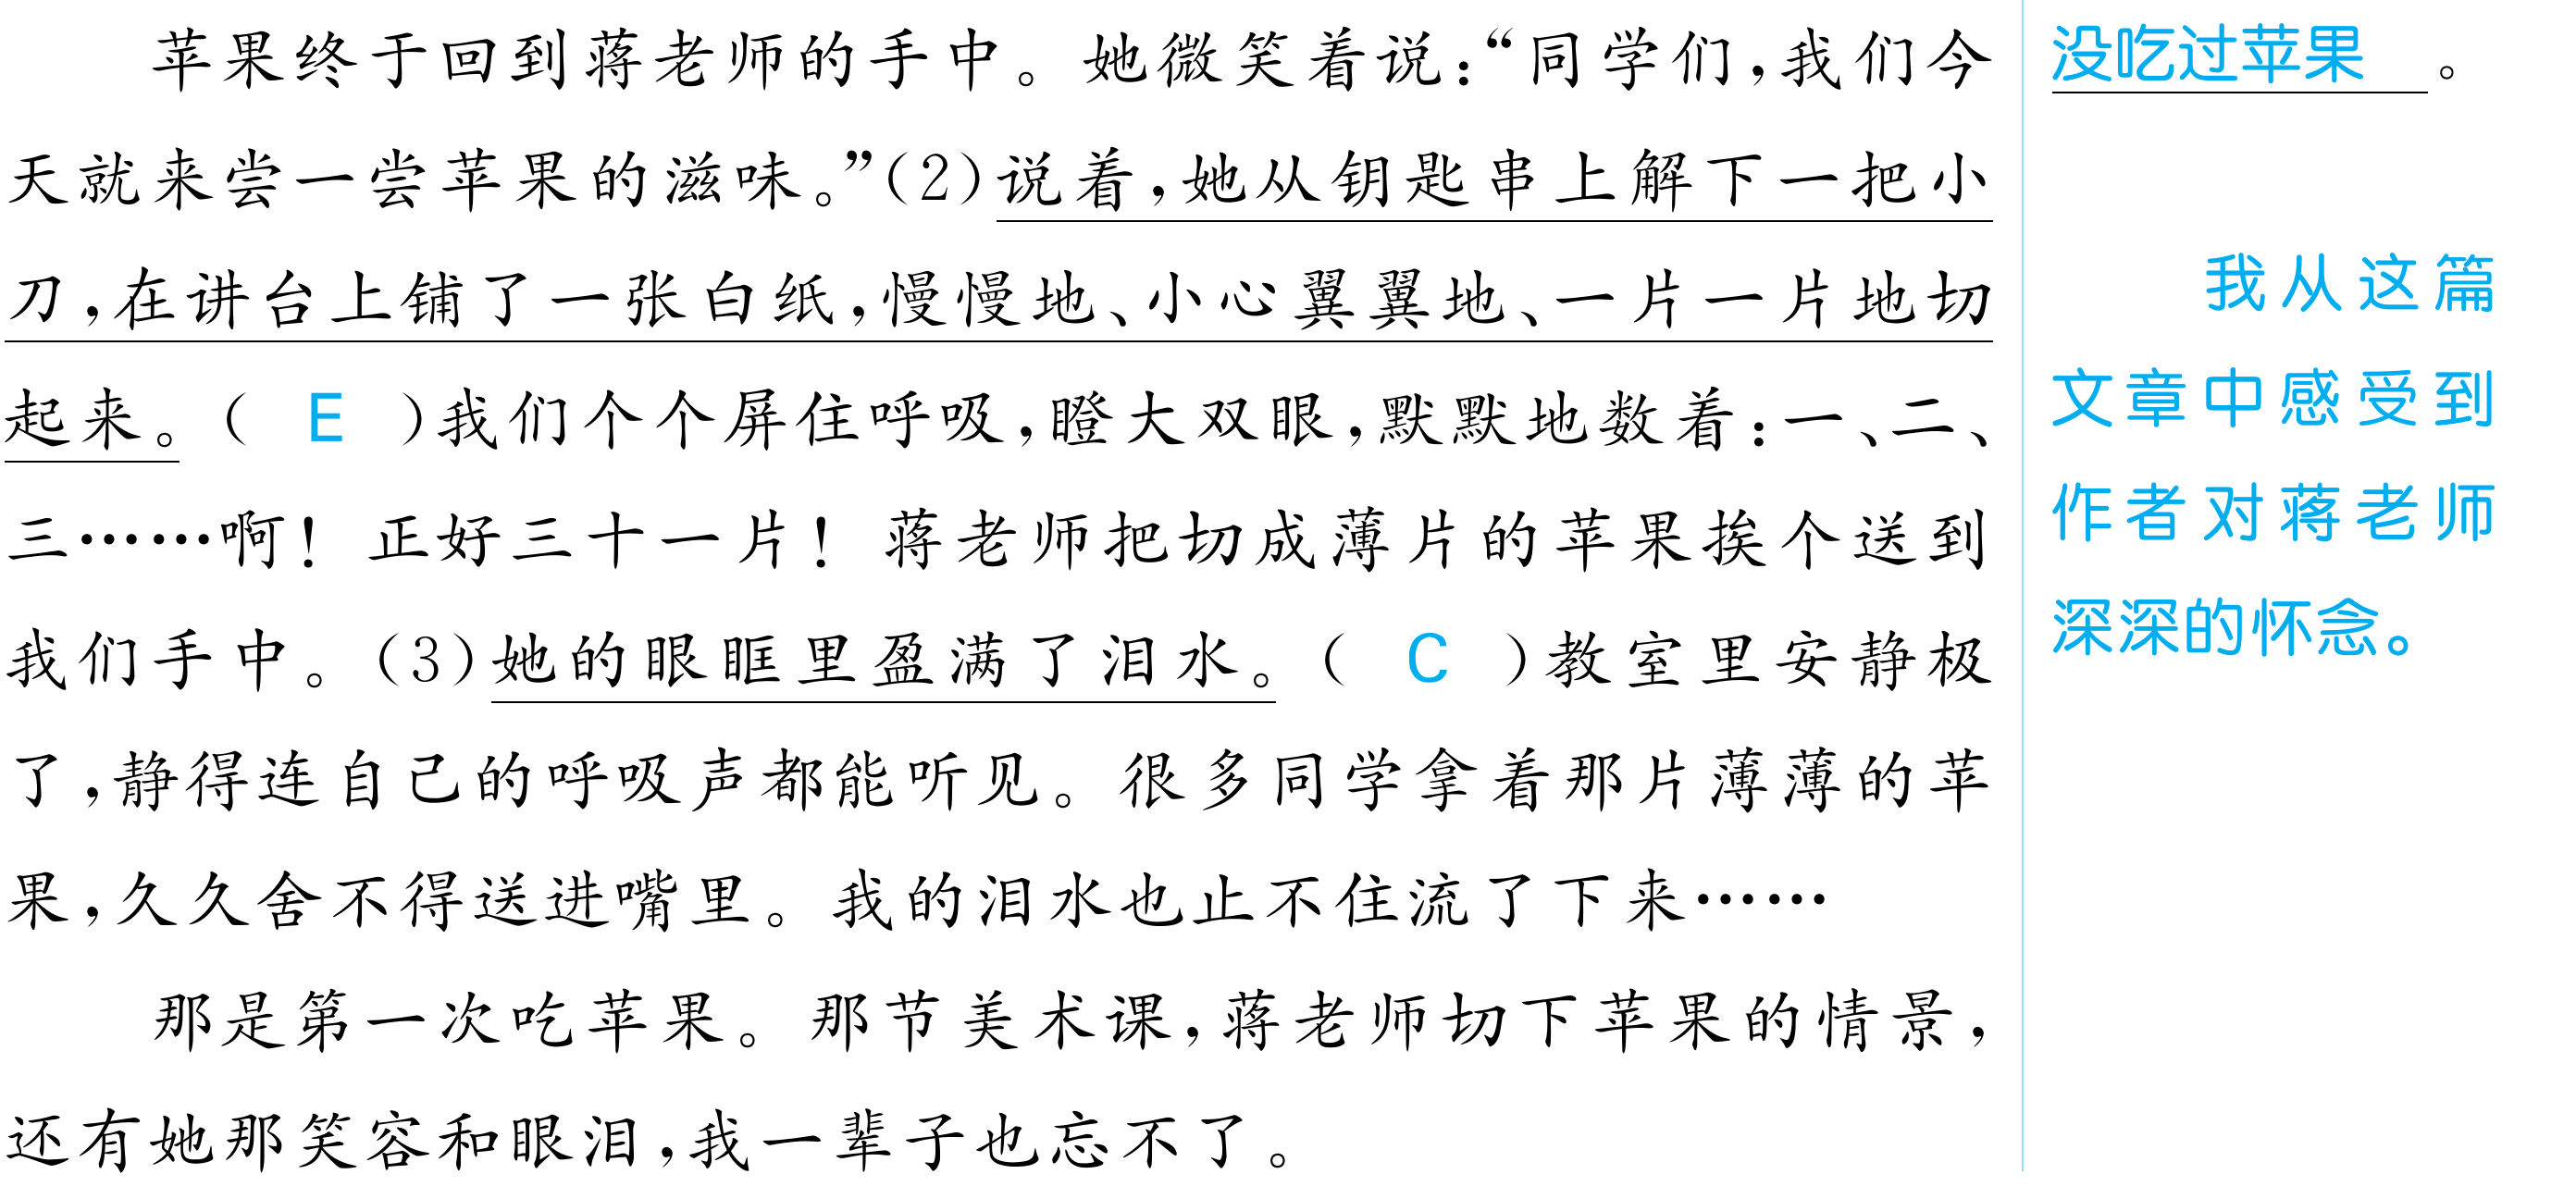 苹果终于回到蒋老师的手中。她微笑着说：“同学们，我们今
天就来尝一尝苹果的滋味。”(2)说着，她从钥匙串上解下一把小
刀，在讲台上铺了一张白纸，慢慢地、小心翼翼地、一片一片地切
起来。（ E ）我们个个屏住呼吸，瞪大双眼，默默地数着：一、二、
三……啊！正好三十一片！蒋老师把切成薄片的苹果挨个送到
我们手中。(3)她的眼眶里盈满了泪水。（ C ）教室里安静极
了，静得连自己的呼吸声都能听见。很多同学拿着那片薄薄的苹
果，久久舍不得送进嘴里。我的泪水也止不住流了下来……
那是第一次吃苹果。那节美术课，蒋老师切下苹果的情景，
还有她那笑容和眼泪，我一辈子也忘不了。
没吃过苹果 。
我从这篇
文章中感受到
作者对蒋老师
深深的怀念。